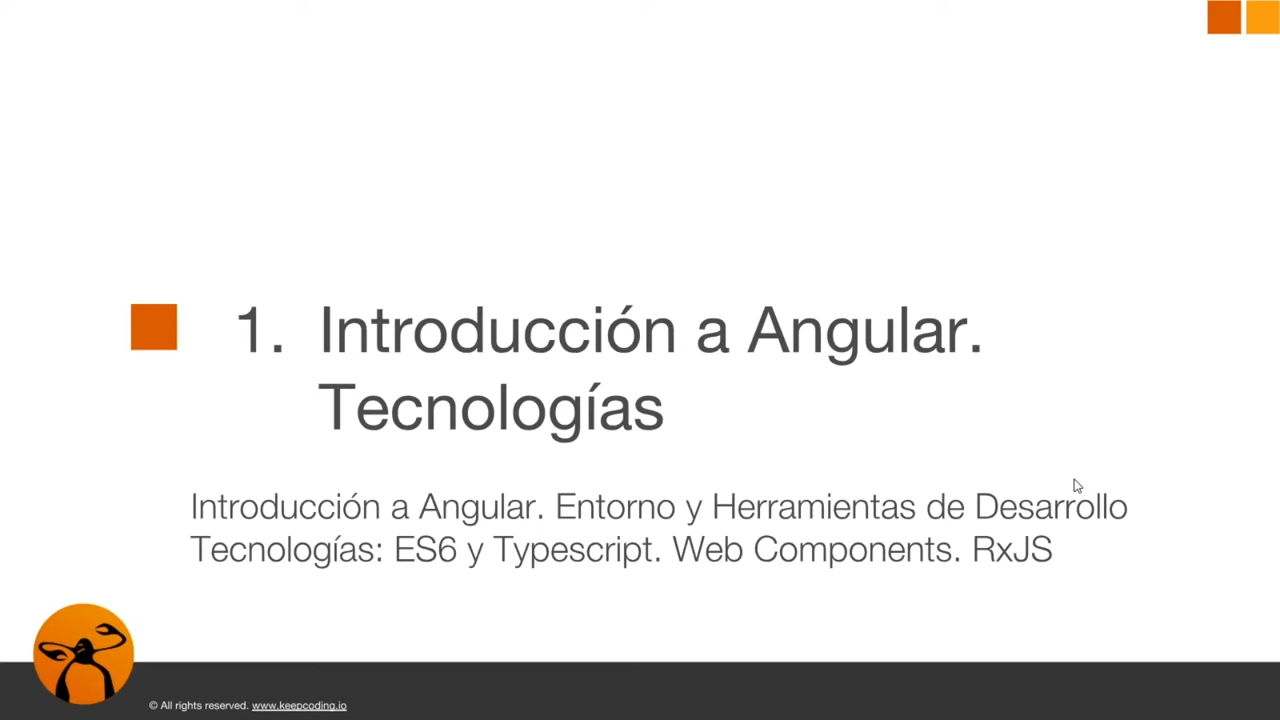 1. Introducción a Angular.
Tecnologías
Introducción a Angular. Entorno y Herramientas de Desarrollo
Tecnologías: ES6 y Typescript. Web Components. RxJS
© All rights reserved. www.keepcoding.io